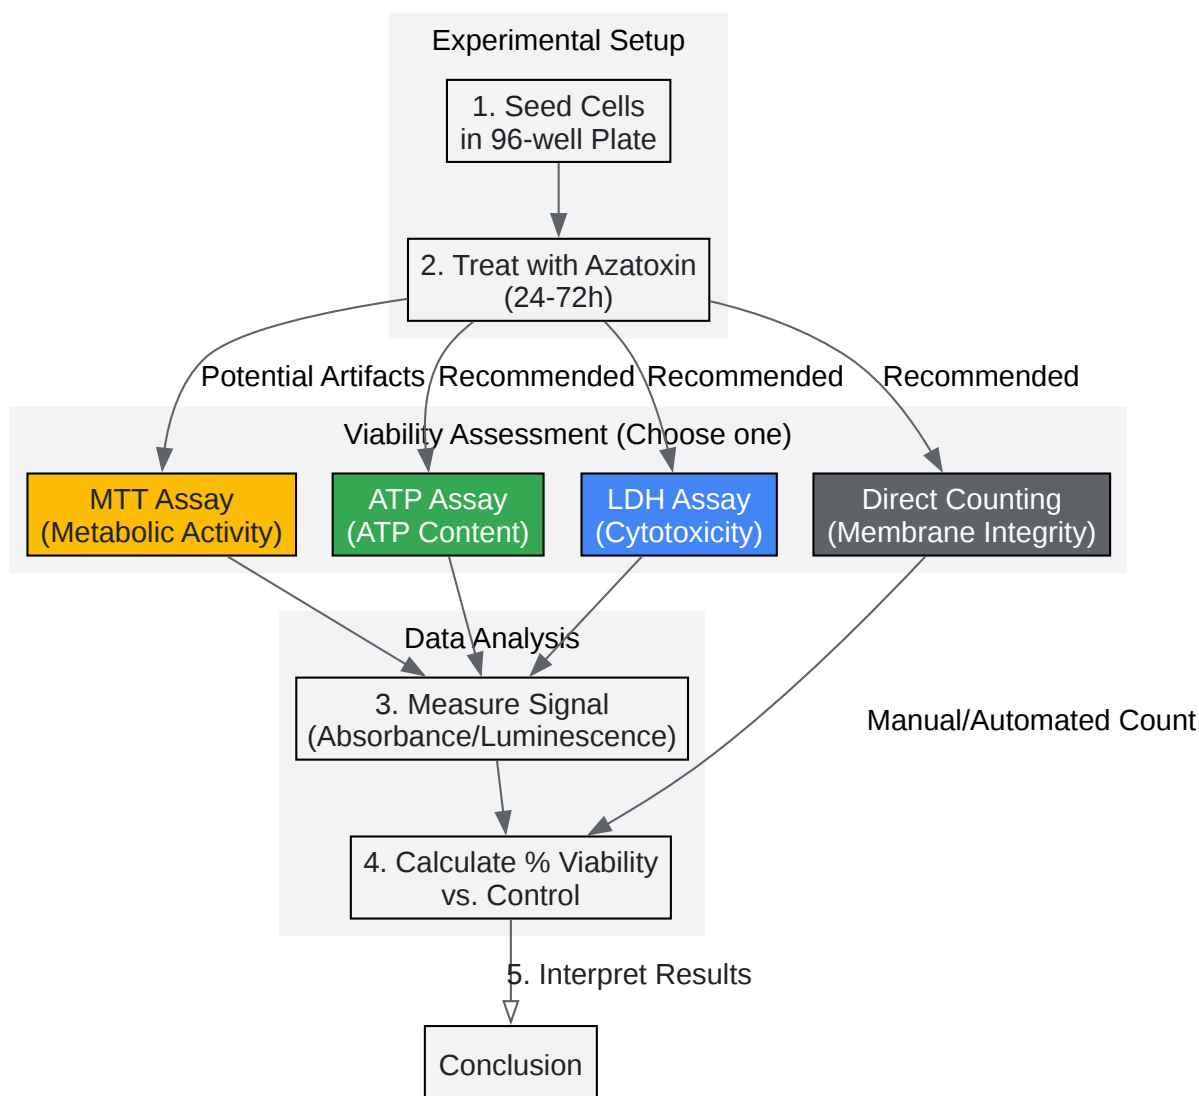 Experimental Setup
1. Seed Cells
in 96-well Plate
2. Treat with Azatoxin
(24-72h)
Potential Artifacts
Recommended
Recommended
Recommended
Viability Assessment (Choose one)
MTT Assay
(Metabolic Activity)
ATP Assay
(ATP Content)
LDH Assay
(Cytotoxicity)
Direct Counting
(Membrane Integrity)
Data Analysis
3. Measure Signal
(Absorbance/Luminescence)
Manual/Automated Count
4. Calculate % Viability
vs. Control
5. Interpret Results
Conclusion